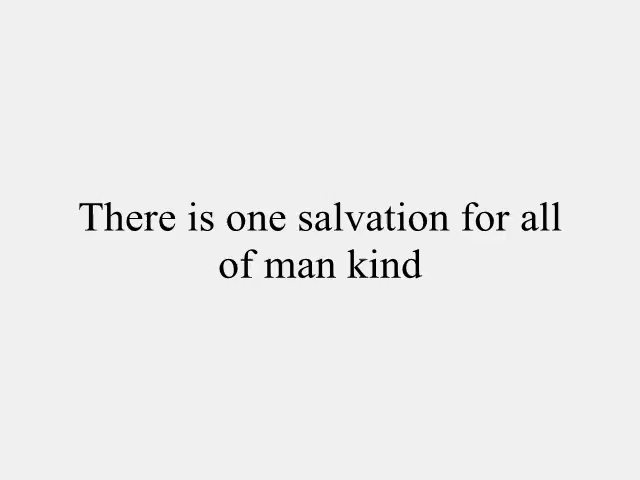 There is one salvation for all
of man kind